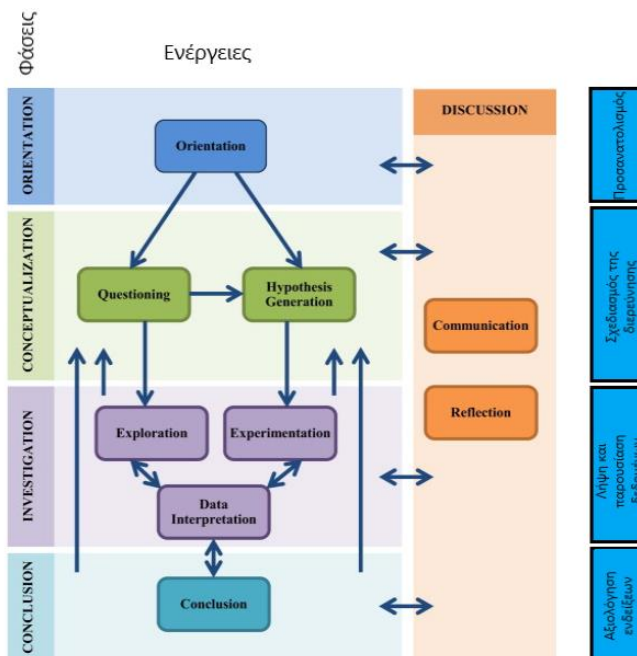 Φάσεις
Ενέργειες
ORIENTATION
Orientation
DISCUSSION
Προσανατολισμός
CONCEPTUALIZATION
Questioning
Hypothesis
Generation
Communication
Σχεδιασμός της
διερεύνησης
INVESTIGATION
Exploration
Experimentation
Data
Interpretation
Reflection
Λήψη και
παρουσίαση
CONCLUSION
Conclusion
Αξιολόγηση
ενδείξεων